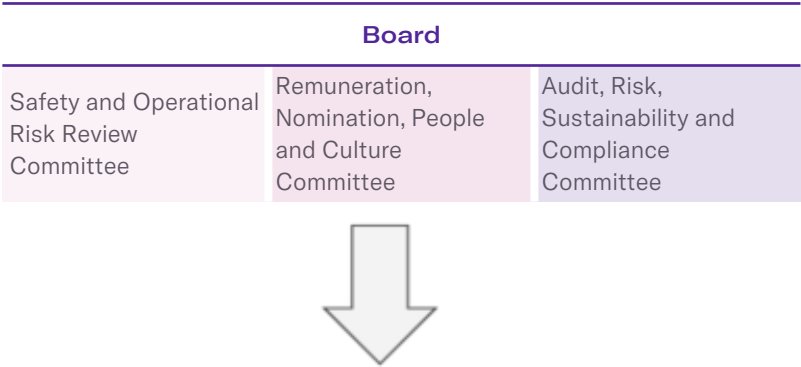 Board
Safety and Operational
Risk Review
Committee
Remuneration,
Nomination, People
and Culture
Committee
Audit, Risk,
Sustainability and
Compliance
Committee